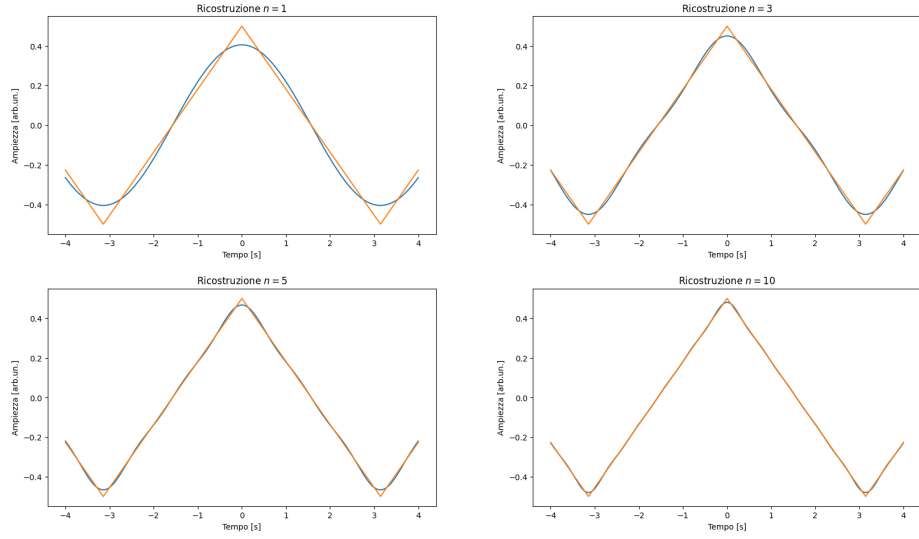 Ricostruzione n = 1
Ampiezza [arb.un.]
0.4
0.2
0.0
−0.2
−0.4
−4 −3 −2 −1 0 1 2 3 4
Tempo [s]
Ricostruzione n = 3
Ampiezza [arb.un.]
0.4
0.2
0.0
−0.2
−0.4
−4 −3 −2 −1 0 1 2 3 4
Tempo [s]
Ricostruzione n = 5
Ampiezza [arb.un.]
0.4
0.2
0.0
−0.2
−0.4
−4 −3 −2 −1 0 1 2 3 4
Tempo [s]
Ricostruzione n = 10
Ampiezza [arb.un.]
0.4
0.2
0.0
−0.2
−0.4
−4 −3 −2 −1 0 1 2 3 4
Tempo [s]